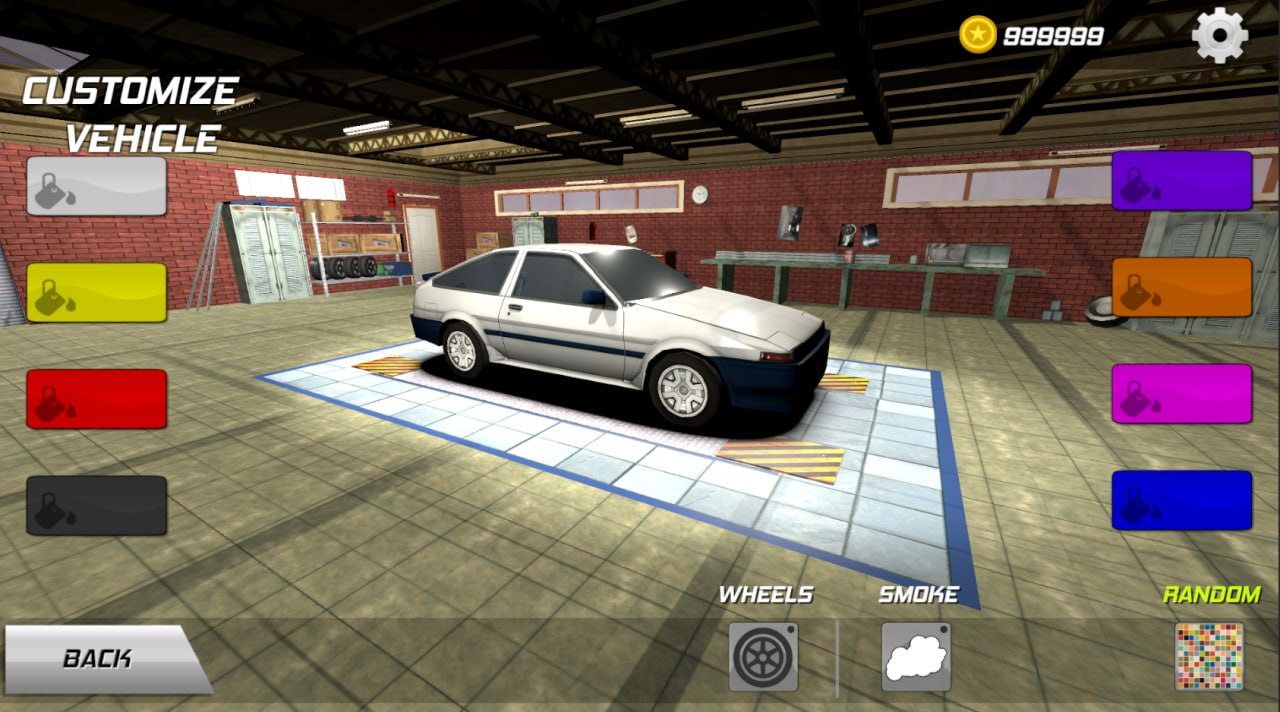 999999
CUSTOMIZE
VEHICLE
WHEELS
SMOKE
RANDOM
BACK